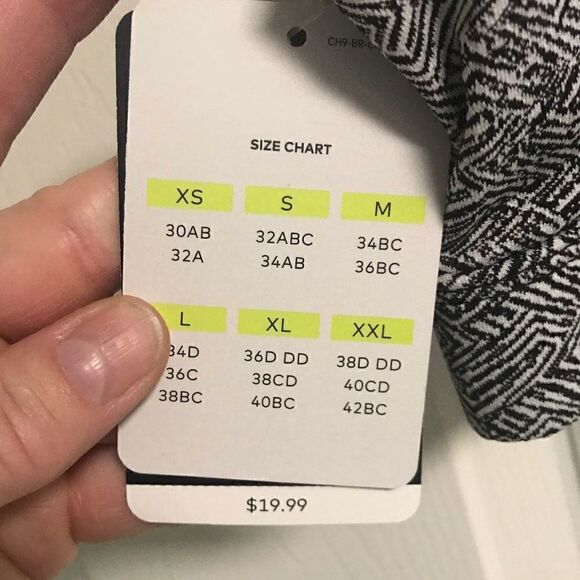 CH9-BR-
SIZE CHART
XS S M
30AB 32ABC 34BC
32A 34AB 36BC
L XL XXL
34D 36D DD 38D DD
36C 38CD 40CD
38BC 40BC 42BC
$19.99